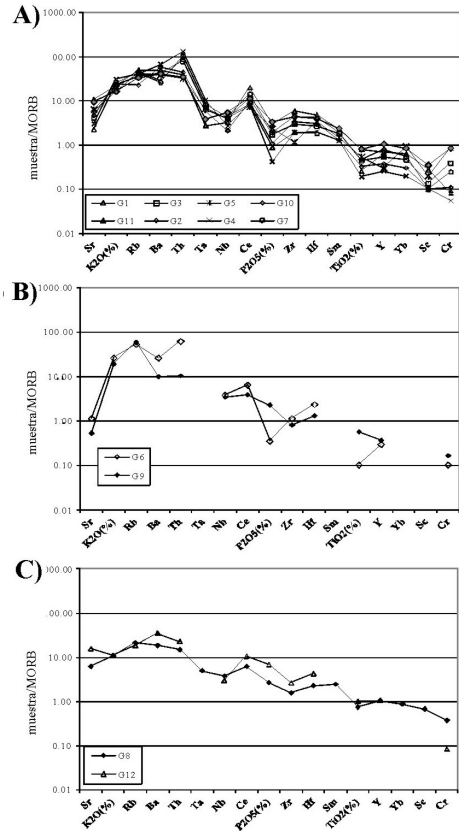 A)
1000.00
00.00
10.00
1.00
0.10
0.01
muestra/MORB
G1 G3 G5 G10
G11 G2 G4 G7
Sr K2O(%) Rb Ba Th Ta Nb Ce P2O5(%) Zr Hf Sm TiO2(%) Y Yb Sc Cr
B)
1000.00
100.00
10.00
1.00
0.10
0.01
muestra/MORB
G6
G9
Sr K2O(%) Rb Ba Th Ta Nb Ce P2O5(%) Zr Hf Sm TiO2(%) Y Yb Sc Cr
C)
1000.00
00.00
10.00
1.00
0.10
0.01
muestra/MORB
G8
G12
Sr K2O(%) Rb Ba Th Ta Nb Ce P2O5(%) Zr Hf Sm TiO2(%) Y Yb Sc Cr